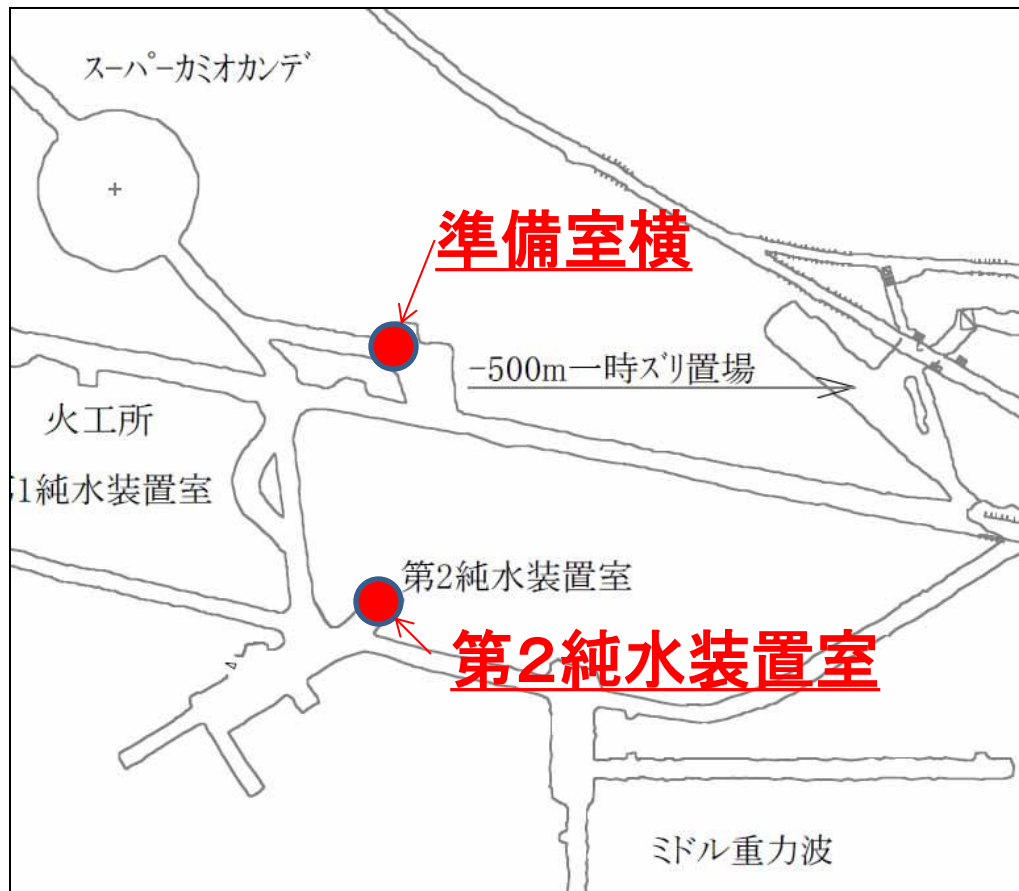 スーパーカミオカンデ
準備室横
-500m一時ズリ置場
火工所
1純水装置室
第2純水装置室
第２純水装置室
ミドル重力波